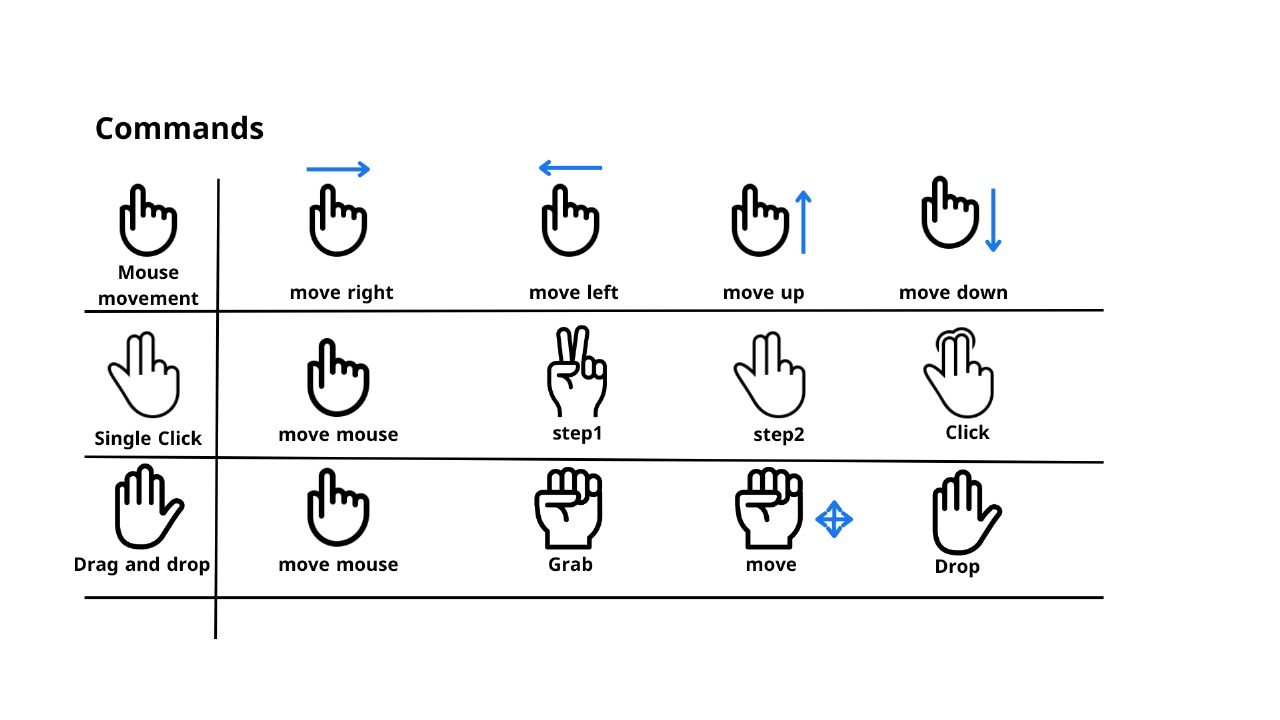 Commands
Mouse
movement
move right
move left
move up
move down
Single Click
move mouse
step1
step2
Click
Drag and drop
move mouse
Grab
move
Drop